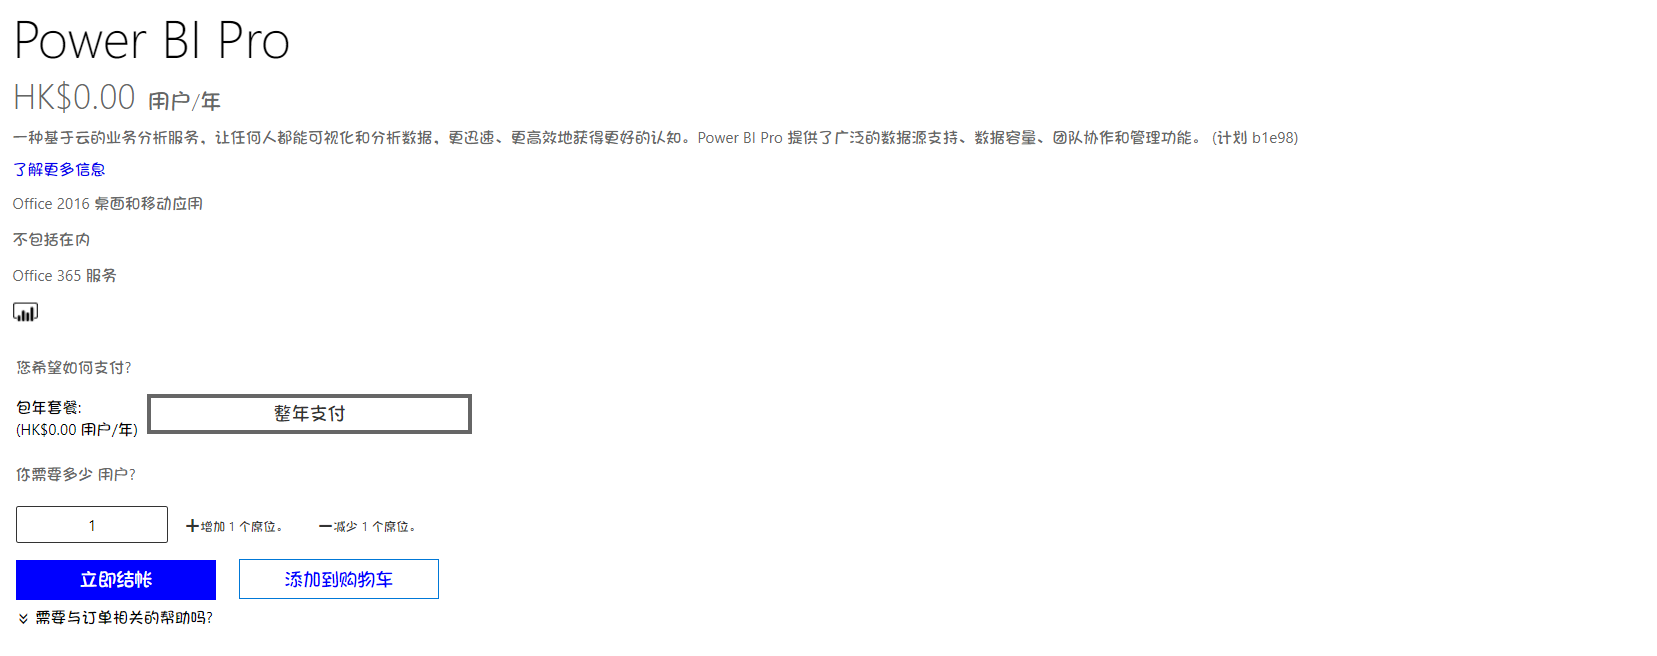 Power BI Pro
HK$0.00 用户/年
一种基于云的业务分析服务，让任何人都能可视化和分析数据，更迅速、更高效地获得更好的认知。Power BI Pro 提供了广泛的数据源支持、数据容量、团队协作和管理功能。 (计划 b1e98)
了解更多信息
Office 2016 桌面和移动应用
不包括在内
Office 365 服务
您希望如何支付?
包年套餐:
(HK$0.00 用户/年)
整年支付
你需要多少 用户?
1 +增加 1 个席位。 −减少 1 个席位。
立即结帐 添加到购物车
需要与订单相关的帮助吗?